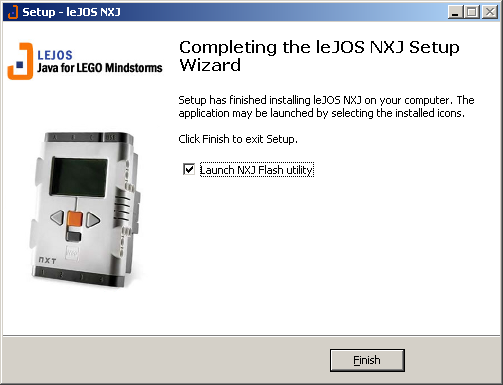 Setup - leJOS NXJ
LEJOS
Java for LEGO Mindstorms
Completing the leJOS NXJ Setup
Wizard
Setup has finished installing leJOS NXJ on your computer. The
application may be launched by selecting the installed icons.
Click Finish to exit Setup.
Launch NXJ Flash utility
NXT
Finish